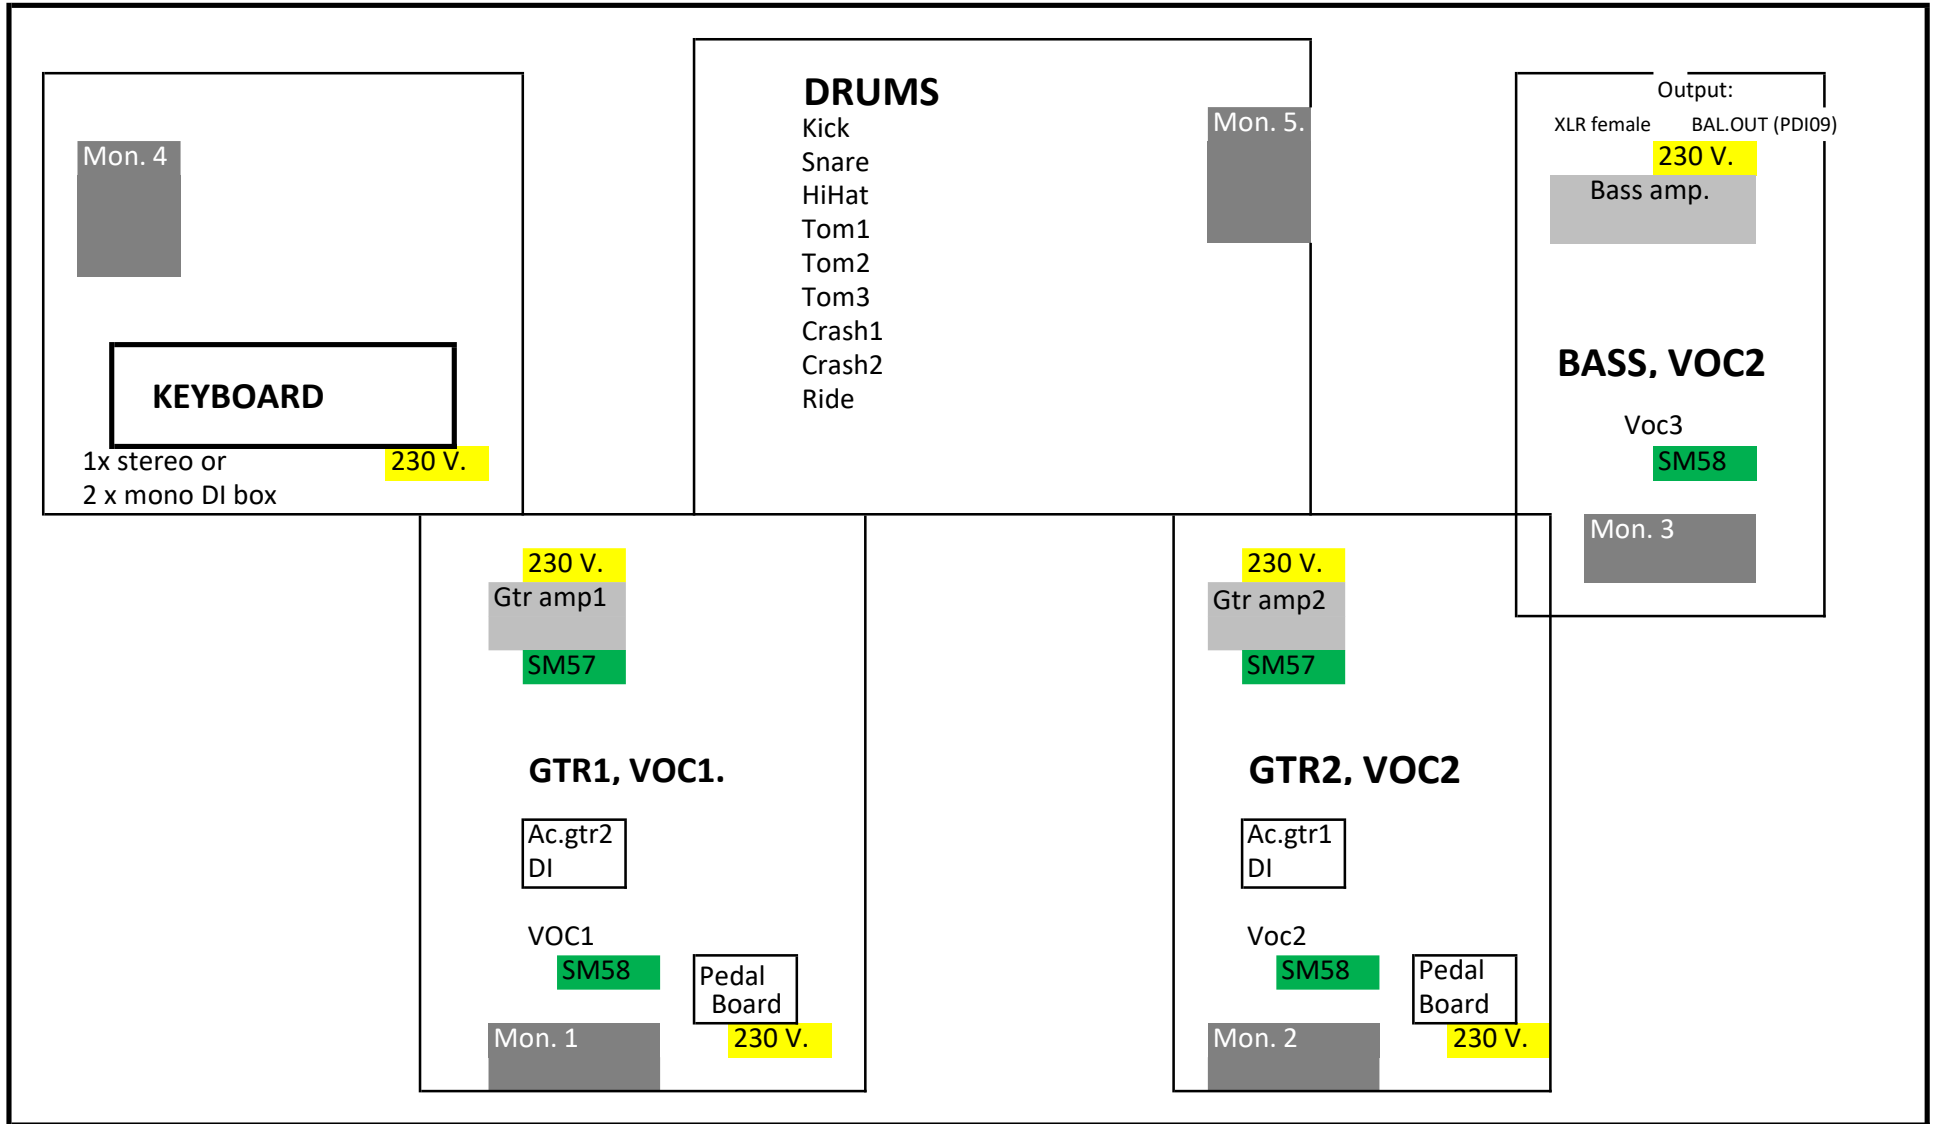 Mon. 4
KEYBOARD
1x stereo or
2 x mono DI box
230 V.
DRUMS
Kick
Snare
HiHat
Tom1
Tom2
Tom3
Crash1
Crash2
Ride
Mon. 5.
Output:
XLR female BAL.OUT (PDI09)
230 V.
Bass amp.
BASS, VOC2
Voc3
SM58
Mon. 3
230 V.
Gtr amp1
SM57
GTR1, VOC1.
Ac.gtr2
DI
VOC1
SM58
Pedal
Board
Mon. 1
230 V.
230 V.
Gtr amp2
SM57
GTR2, VOC2
Ac.gtr1
DI
Voc2
SM58
Pedal
Board
Mon. 2
230 V.